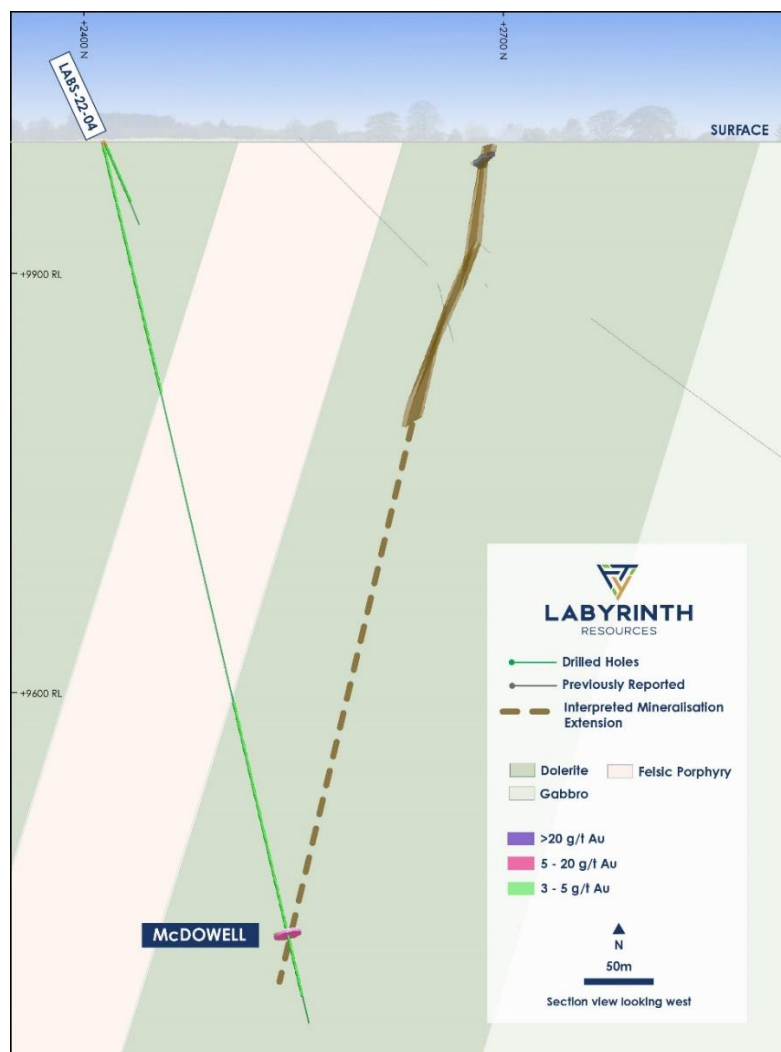 +2400 N
+2700 N
LABS-22-04
SURFACE
+9900 RL
+9600 RL
McDOWELL
LABYRINTH
RESOURCES
Drilled Holes
Previously Reported
Interpreted Mineralisation
Extension
Dolerite
Felsic Porphyry
Gabbro
>20 g/t Au
5 - 20 g/t Au
3 - 5 g/t Au
N
50m
Section view looking west